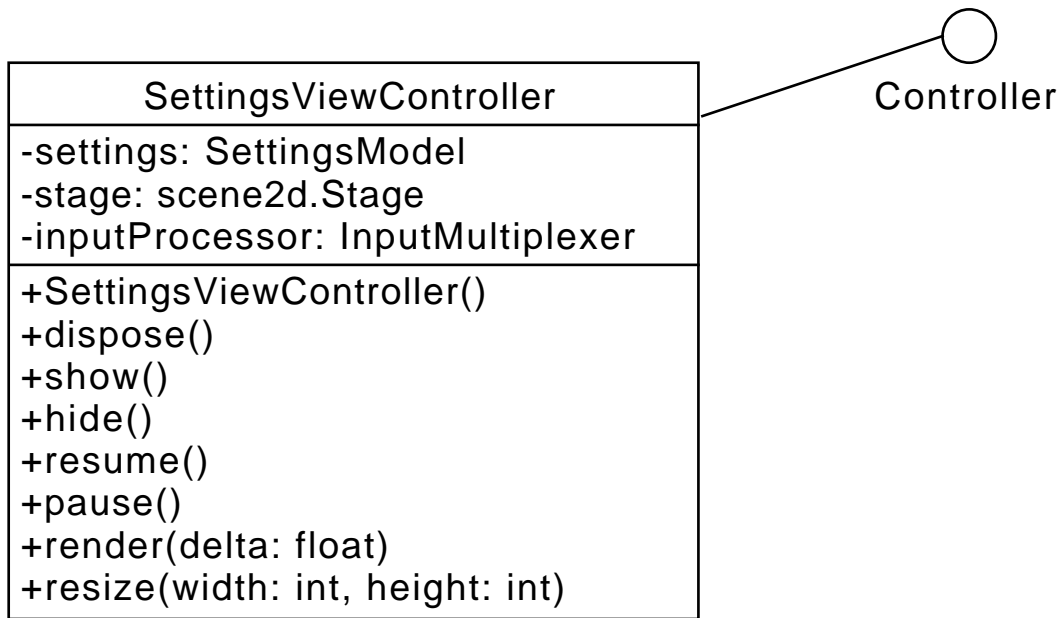 SettingsViewController
Controller
-settings: SettingsModel
-stage: scene2d.Stage
-inputProcessor: InputMultiplexer
+SettingsViewController()
+dispose()
+show()
+hide()
+resume()
+pause()
+render(delta: float)
+resize(width: int, height: int)